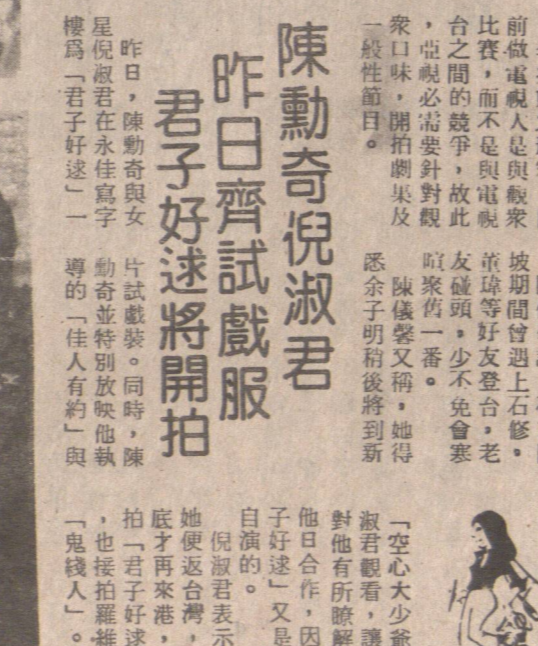 前做電視人是與觀衆
比賽，而不是與電視
台之間的競爭，故此
，亞視必需要針對觀
衆口味，開拍劇集及
一般性節目。
坡期間曾遇上石修。
董瑋等好友登台，老
友碰頭，少不免會寒
暄聚舊一番。
陳儀馨又稱，她得
悉余子明稍後將到新
陳勳奇倪淑君
昨日齊試戲服
君子好逑將開拍
昨日，陳勳奇與女
星倪淑君在永佳寫字
樓爲「君子好逑」一
片試戲裝。同時，陳
勳奇並特別放映他執
導的「佳人有約」與
「空心大少爺
淑君觀看，讓
對他有所瞭解
他日合作，因
子好逑」又是
自演的。
倪淑君表示
她便返台灣，
底才再來港，
拍「君子好逑
，也接拍羅維
「鬼綫人」。